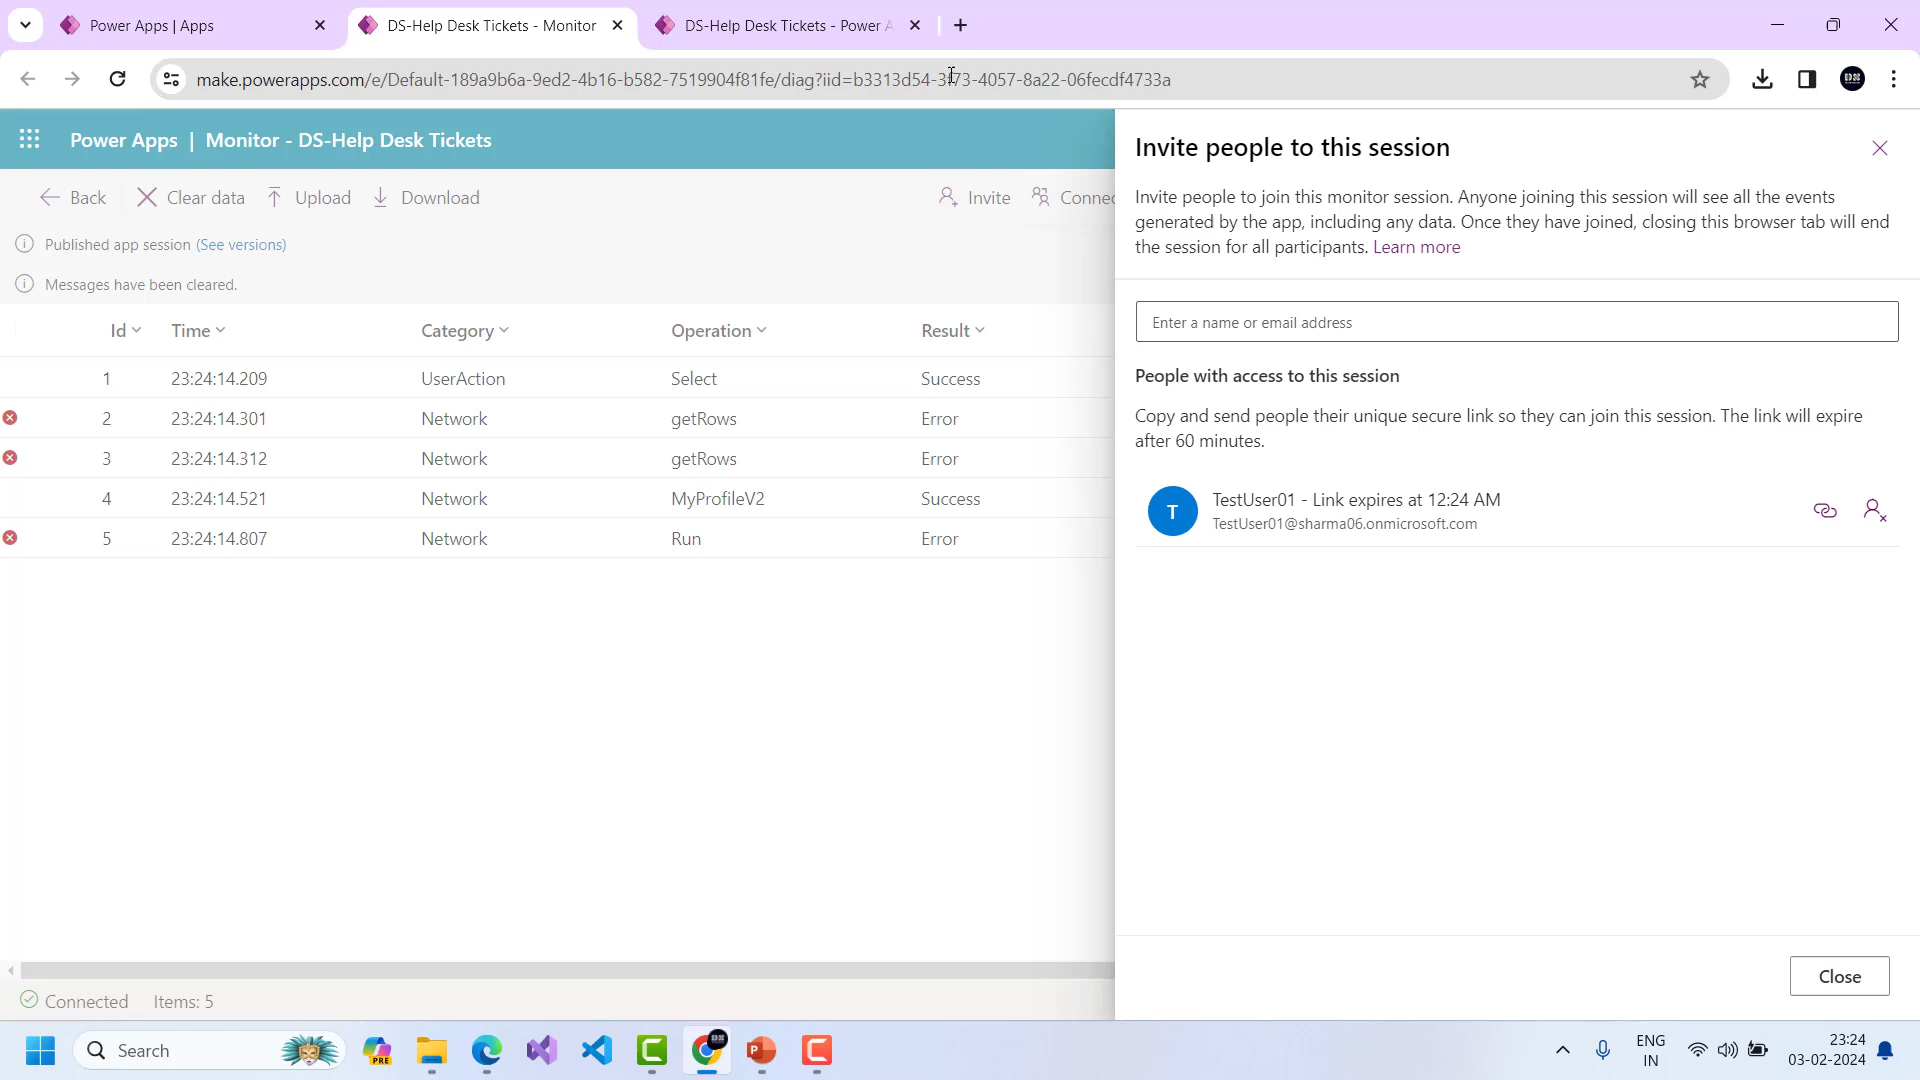 Power Apps | Apps
DS-Help Desk Tickets - Monitor
DS-Help Desk Tickets - Power A
make.powerapps.com/e/Default-189a9b6a-9ed2-4b16-b582-7519904f81fe/diag?iid=b3313d54-3f73-4057-8a22-06fecdf4733a
Power Apps | Monitor - DS-Help Desk Tickets
Back Clear data Upload Download Invite Connec
Published app session (See versions)
Messages have been cleared.
Id Time Category Operation Result
1 23:24:14.209 UserAction Select Success
2 23:24:14.301 Network getRows Error
3 23:24:14.312 Network getRows Error
4 23:24:14.521 Network MyProfileV2 Success
5 23:24:14.807 Network Run Error
Connected Items: 5
Invite people to this session
Invite people to join this monitor session. Anyone joining this session will see all the events
generated by the app, including any data. Once they have joined, closing this browser tab will end
the session for all participants. Learn more
Enter a name or email address
People with access to this session
Copy and send people their unique secure link so they can join this session. The link will expire
after 60 minutes.
T
TestUser01 - Link expires at 12:24 AM
TestUser01@sharma06.onmicrosoft.com
Close
Search
PRE
ENG
IN
23:24
03-02-2024